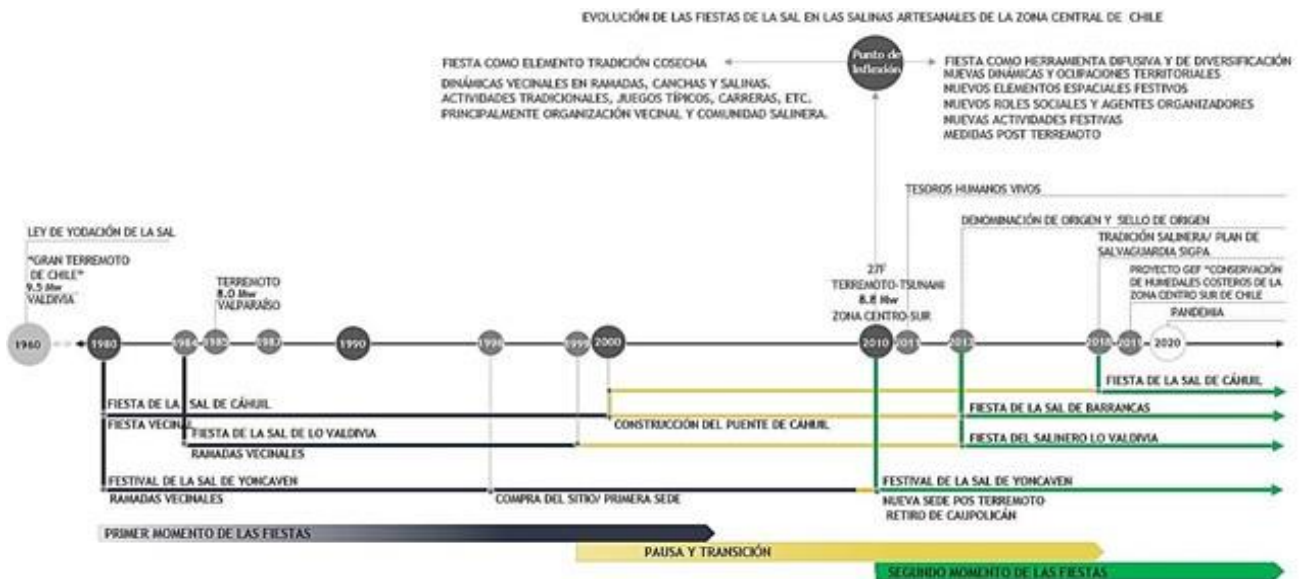 EVOLUCIÓN DE LAS FIESTAS DE LA SAL EN LAS SALINAS ARTESANALES DE LA ZONA CENTRAL DE CHILE
Punto de
Inflexión
FIESTA COMO ELEMENTO TRADICIÓN COSECHA
DINÁMICAS VECINALES EN RAMADAS, CANCHAS Y SALINAS.
ACTIVIDADES TRADICIONALES, JUEGOS TÍPICOS, CARRERAS, ETC.
PRINCIPALMENTE ORGANIZACIÓN VECINAL Y COMUNIDAD SALINERA.
FIESTA COMO HERRAMIENTA DIFUSIVA Y DE DIVERSIFICACIÓN
NUEVAS DINÁMICAS Y OCUPACIONES TERRITORIALES
NUEVOS ELEMENTOS ESPACIALES FESTIVOS
NUEVOS ROLES SOCIALES Y AGENTES ORGANIZADORES
NUEVAS ACTIVIDADES FESTIVAS
MEDIDAS POST TERREMOTO
TESOROS HUMANOS VIVOS
DENOMINACIÓN DE ORIGEN Y SELLO DE ORIGEN
TRADICIÓN SALINERA/ PLAN DE
SALVAGUARDIA SIGPA
PROYECTO GEF "CONSERVACIÓN
DE HUMEDALES COSTEROS DE LA
ZONA CENTRO SUR DE CHILE
PANDEMIA
LEY DE YODACIÓN DE LA SAL
"GRAN TERREMOTO
DE CHILE"
9.5 Mw
VALDIVIA
TERREMOTO
8.0 Mw
VALPARAÍSO
27F
TERREMOTO-TSUNAMI
8.8 Mw
ZONA CENTRO-SUR
1960 1980 1984 1985 1990 1999 2000 2010 2011 2020
FIESTA DE LA SAL DE CÁHUIL
FIESTA DE LA SAL DE CÁHUIL
FIESTA VECINAL
CONSTRUCCIÓN DEL PUENTE DE CÁHUIL
FIESTA DE LA SAL DE BARRANCAS
FIESTA DE LA SAL DE LO VALDIVIA
RAMADAS VECINALES
FIESTA DEL SALINERO LO VALDIVIA
FESTIVAL DE LA SAL DE YONCAVEN
RAMADAS VECINALES
COMPRA DEL SITIO/ PRIMERA SEDE
FESTIVAL DE LA SAL DE YONCAVEN
NUEVA SEDE POS TERREMOTO
RETIRO DE CAUPOLICÁN
PRIMER MOMENTO DE LAS FIESTAS
PAUSA Y TRANSICIÓN
SEGUNDO MOMENTO DE LAS FIESTAS